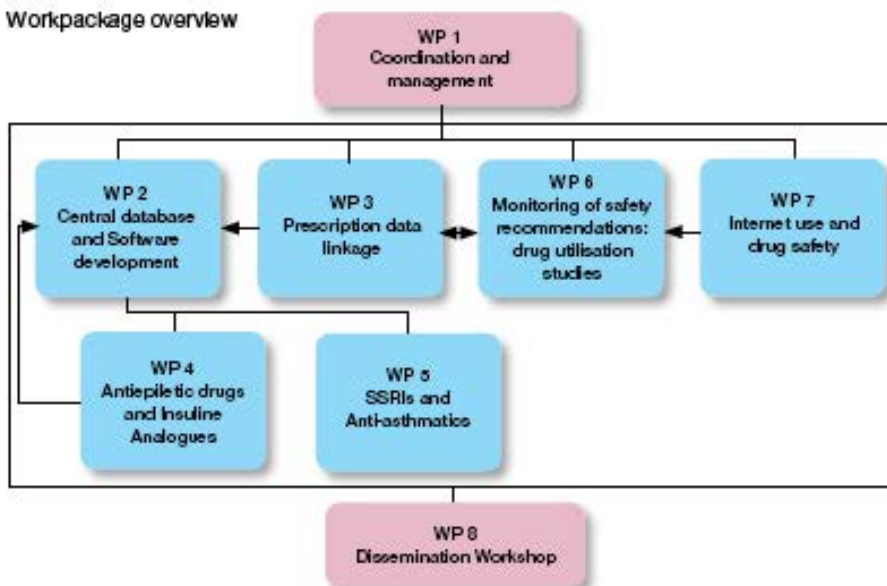 Workpackage overview
WP 1
Coordination and
management
WP 2
Central database
and Software
development
WP 3
Prescription data
linkage
WP 6
Monitoring of safety
recommendations:
drug utilisation
studies
WP 7
Internet use and
drug safety
WP 4
Antiepiletic drugs
and Insuline
Analogues
WP 5
SSRIs and
Anti-asthmatics
WP 8
Dissemination Workshop